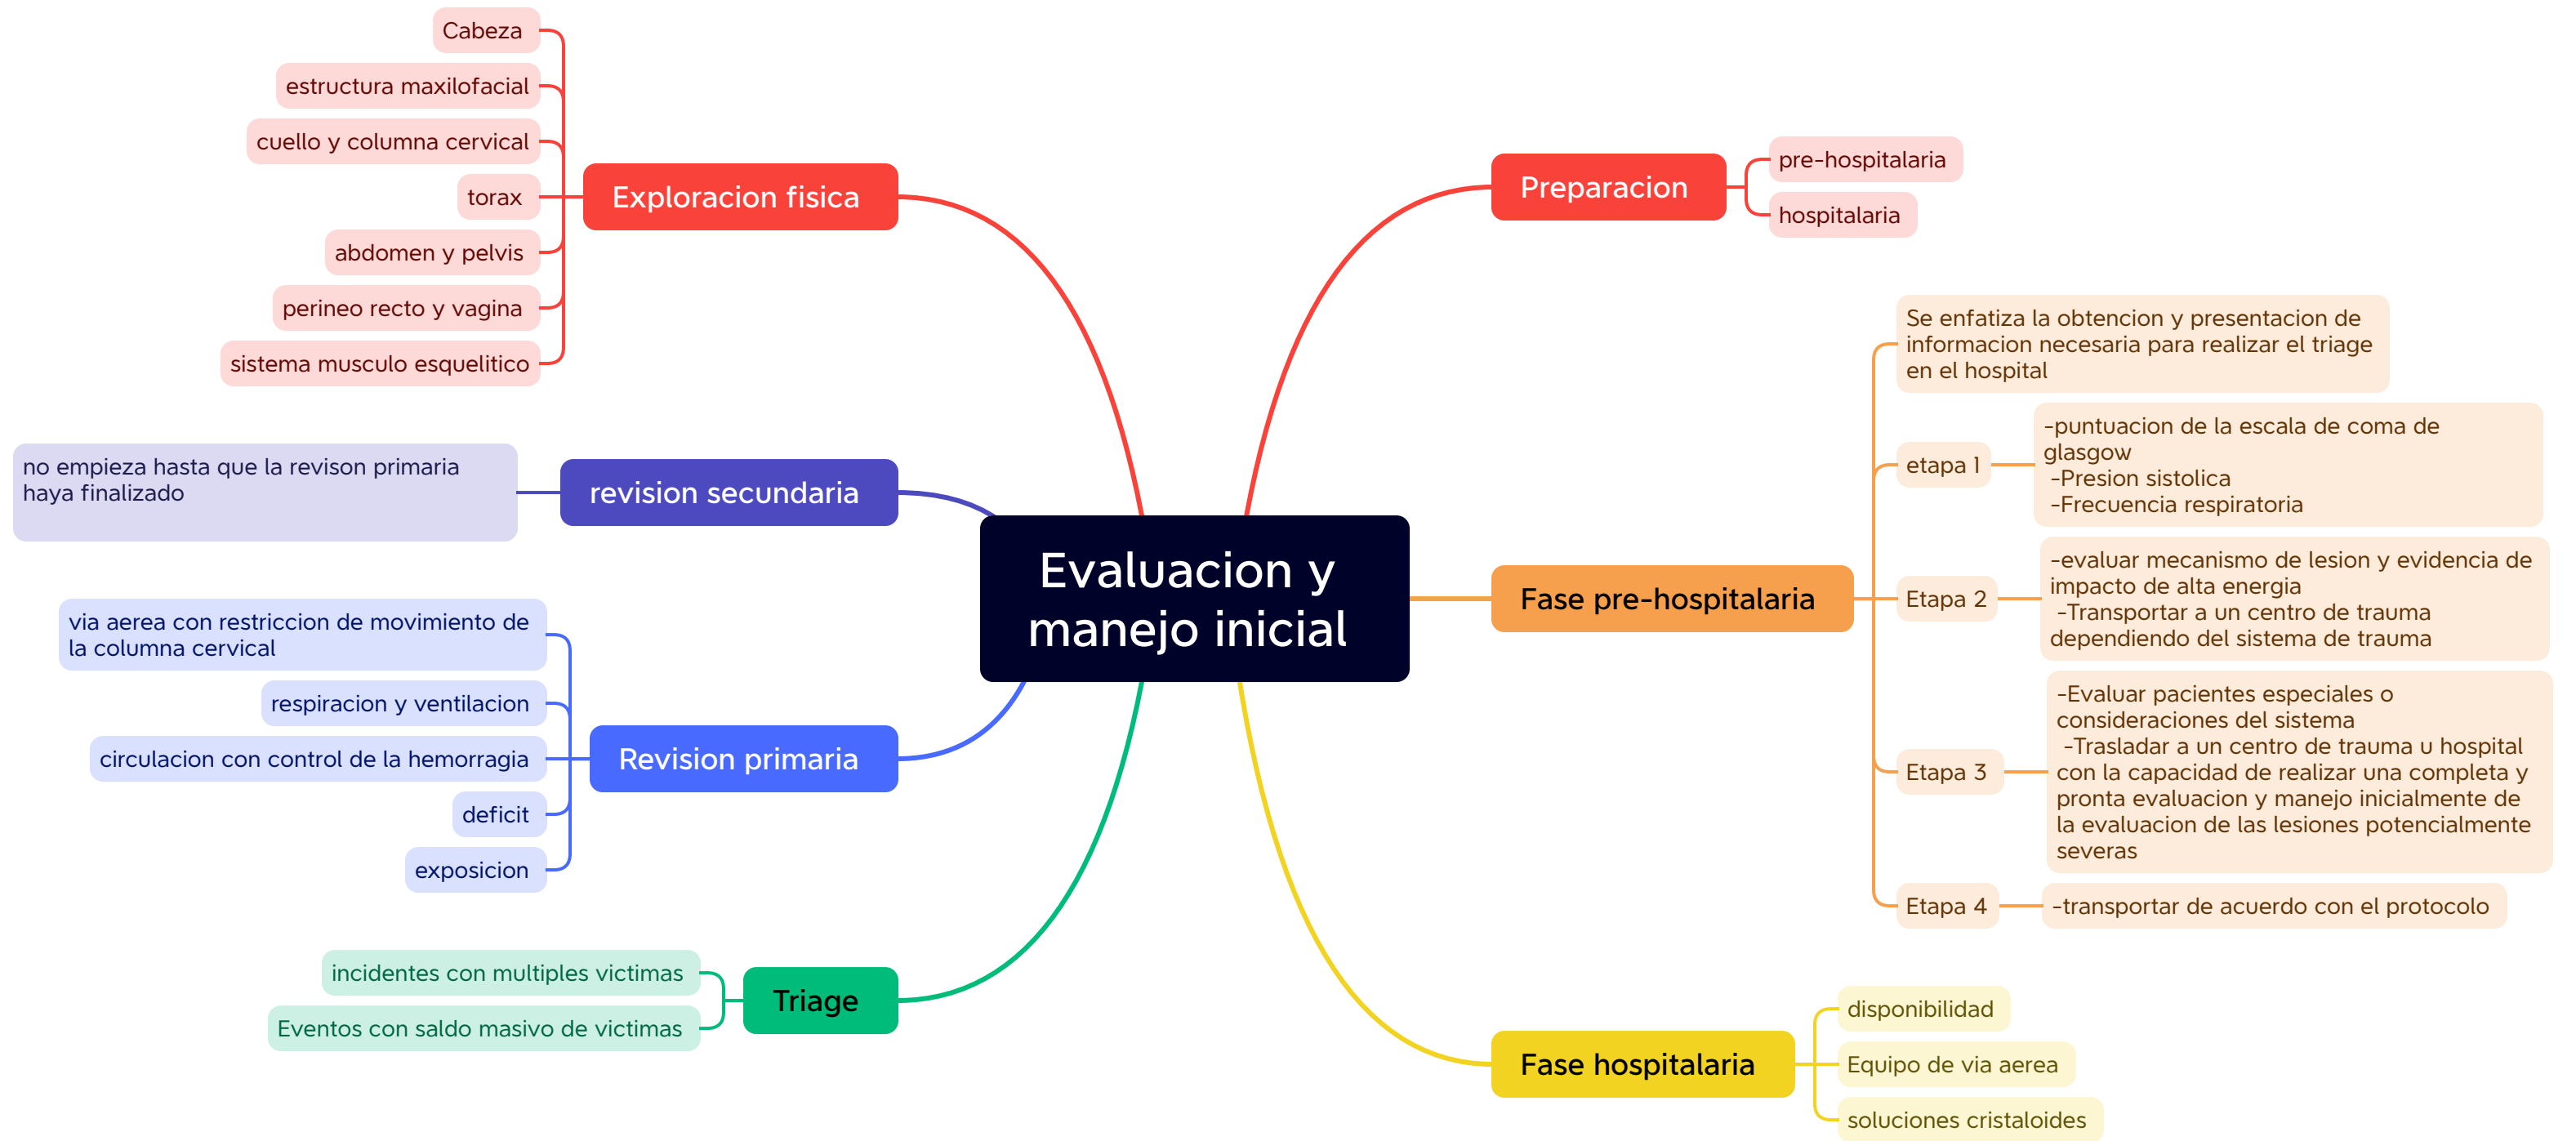 Evaluacion y
manejo inicial
Preparacion
pre-hospitalaria
hospitalaria
Fase pre-hospitalaria
Se enfatiza la obtencion y presentacion de
informacion necesaria para realizar el triage
en el hospital
etapa 1
-puntuacion de la escala de coma de
glasgow
-Presion sistolica
-Frecuencia respiratoria
Etapa 2
-evaluar mecanismo de lesion y evidencia de
impacto de alta energia
-Transportar a un centro de trauma
dependiendo del sistema de trauma
Etapa 3
-Evaluar pacientes especiales o
consideraciones del sistema
-Trasladar a un centro de trauma u hospital
con la capacidad de realizar una completa y
pronta evaluacion y manejo inicialmente de
la evaluacion de las lesiones potencialmente
severas
Etapa 4
-transportar de acuerdo con el protocolo
Fase hospitalaria
disponibilidad
Equipo de via aerea
soluciones cristaloides
Triage
incidentes con multiples victimas
Eventos con saldo masivo de victimas
Revision primaria
via aerea con restriccion de movimiento de
la columna cervical
respiracion y ventilacion
circulacion con control de la hemorragia
deficit
exposicion
revision secundaria
no empieza hasta que la revison primaria
haya finalizado
Exploracion fisica
Cabeza
estructura maxilofacial
cuello y columna cervical
torax
abdomen y pelvis
perineo recto y vagina
sistema musculo esquelitico